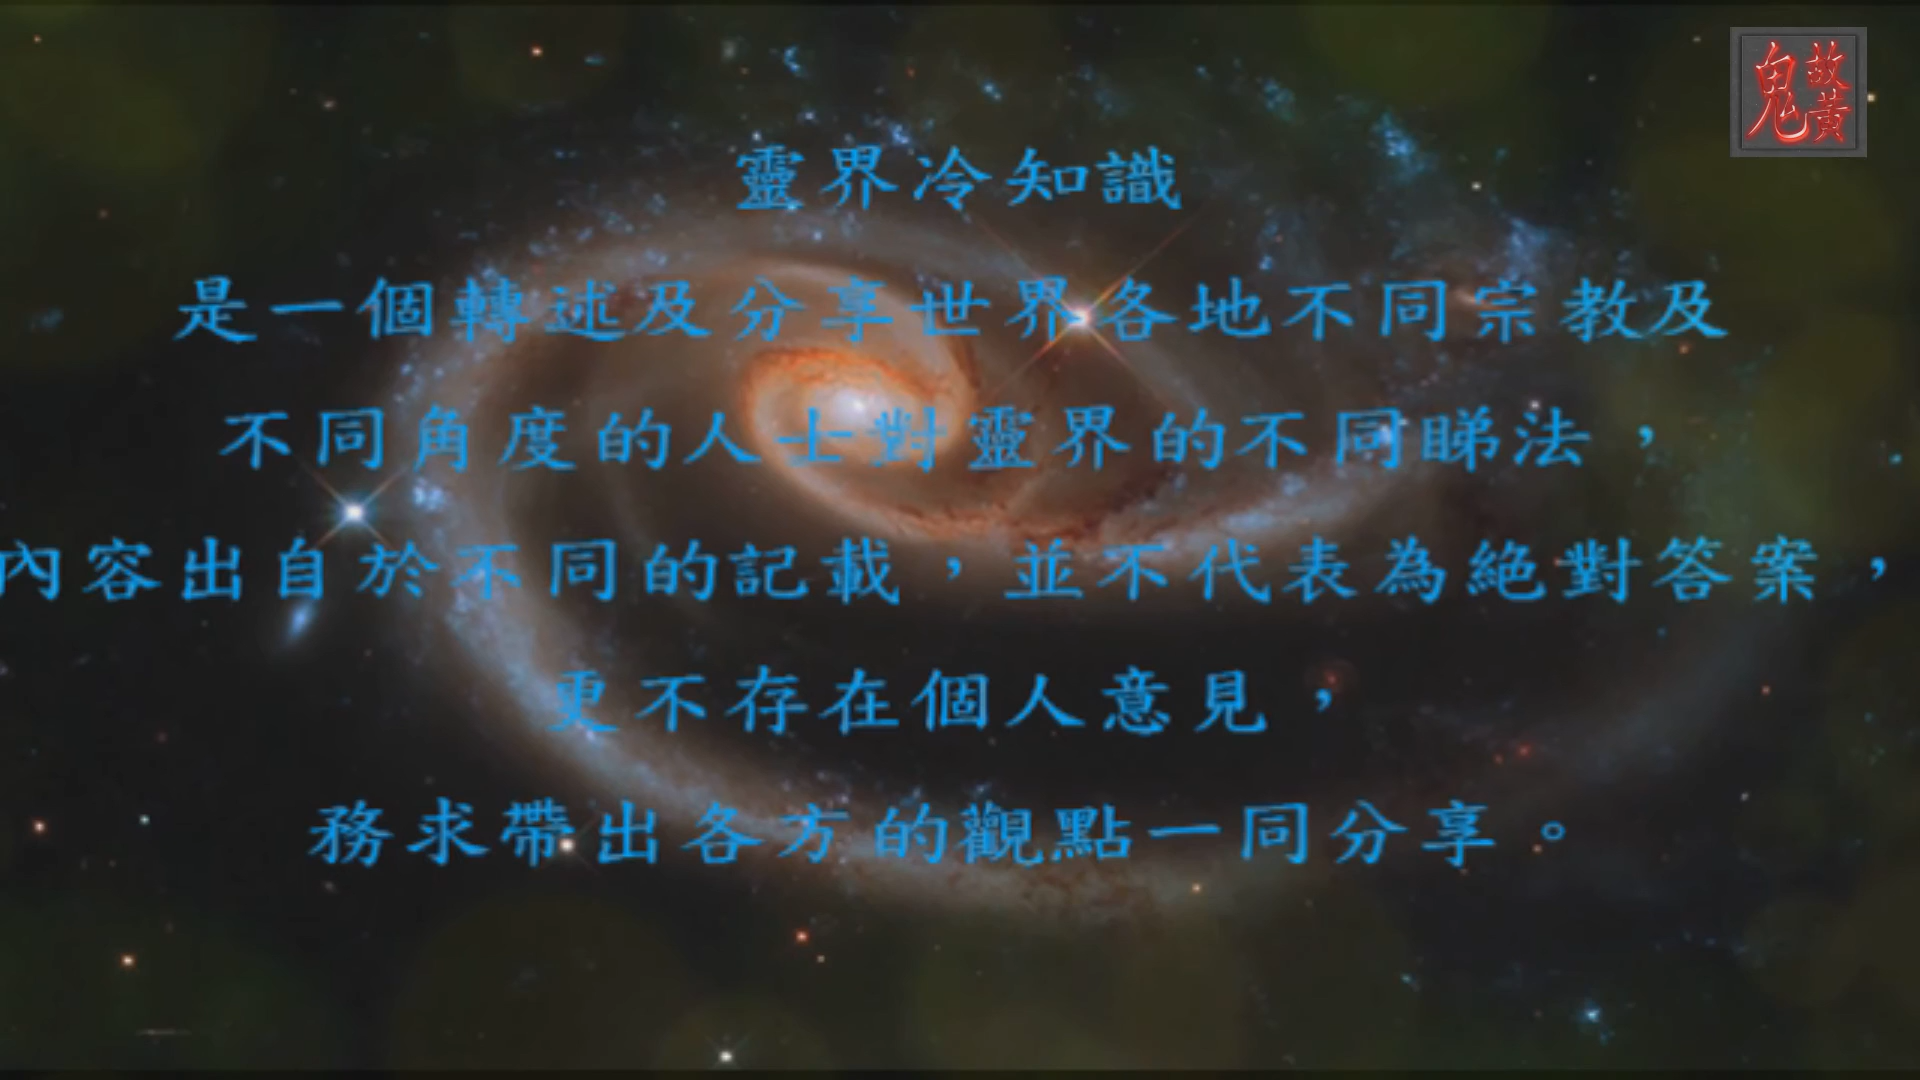 鬼故黃
靈界冷知識
是一個轉述及分享世界各地不同宗教及
不同角度的人士對靈界的不同睇法，
內容出自於不同的記載，並不代表為絕對答案，
更不存在個人意見，
務求帶出各方的觀點一同分享。